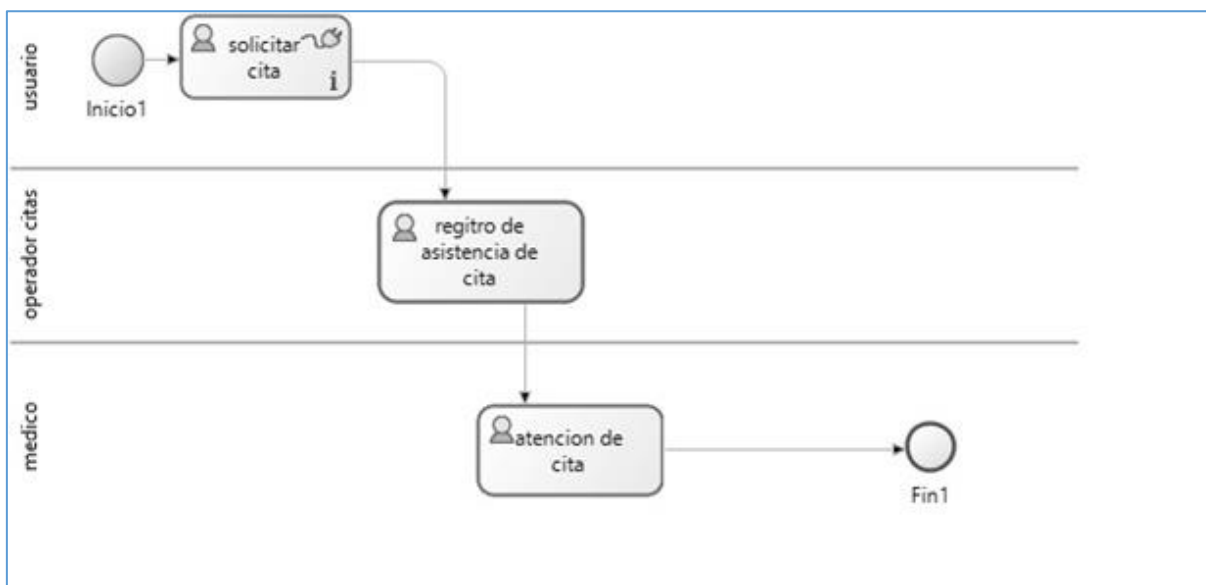 usuario
Inicio1
solicitar
cita
i
operador citas
regitro de
asistencia de
cita
medico
atencion de
cita
Fin1